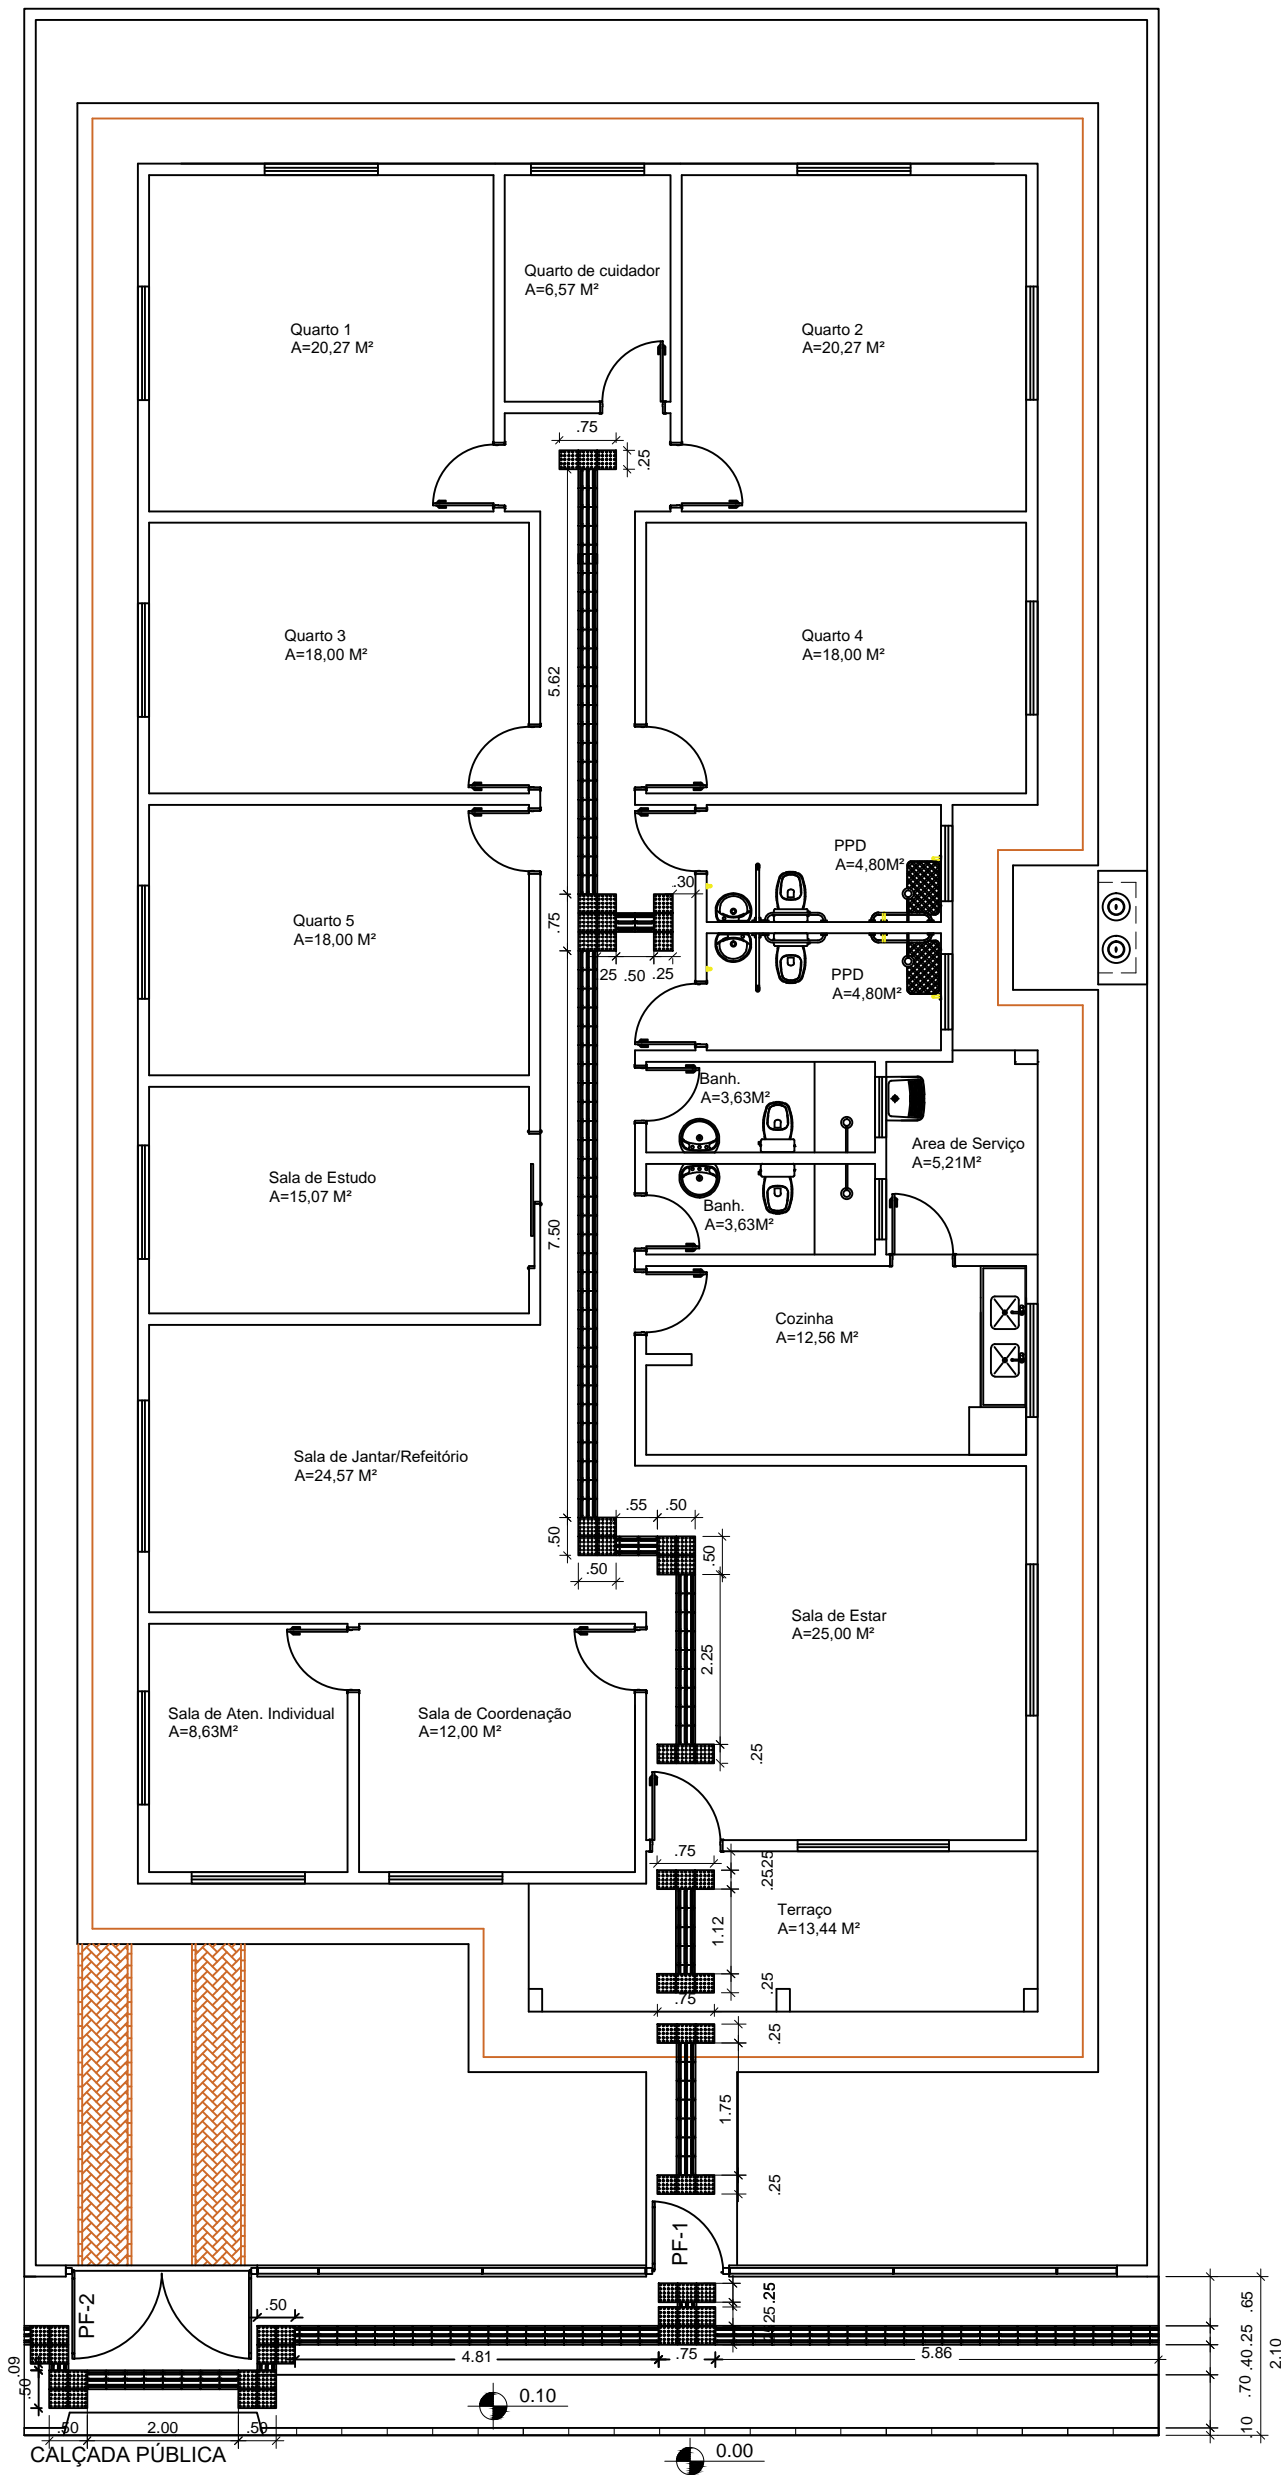 Quarto de cuidador
A=6,57 M²
Quarto 1
A=20,27 M²
Quarto 2
A=20,27 M²
.75
.25
Quarto 3
A=18,00 M²
Quarto 4
A=18,00 M²
5.62
PPD
A=4,80M²
.30
Quarto 5
A=18,00 M²
.75
.25 .50 .25
PPD
A=4,80M²
Banh.
A=3,63M²
Area de Serviço
A=5,21M²
Sala de Estudo
A=15,07 M²
Banh.
A=3,63M²
7.50
Cozinha
A=12,56 M²
Sala de Jantar/Refeitório
A=24,57 M²
.55 .50
.50
.50
.50
Sala de Estar
A=25,00 M²
2.25
Sala de Aten. Individual
A=8,63M²
Sala de Coordenação
A=12,00 M²
.25
.75
.25
.25
Terraço
A=13,44 M²
1.12
.25
.75
.25
1.75
.25
PF-1
PF-2
.50
.25
.25
.65
.25
.40
.70
.10
2.10
4.81 .75 5.86
.09
.50
0.10
.50 2.00 .50
CALÇADA PÚBLICA
0.00